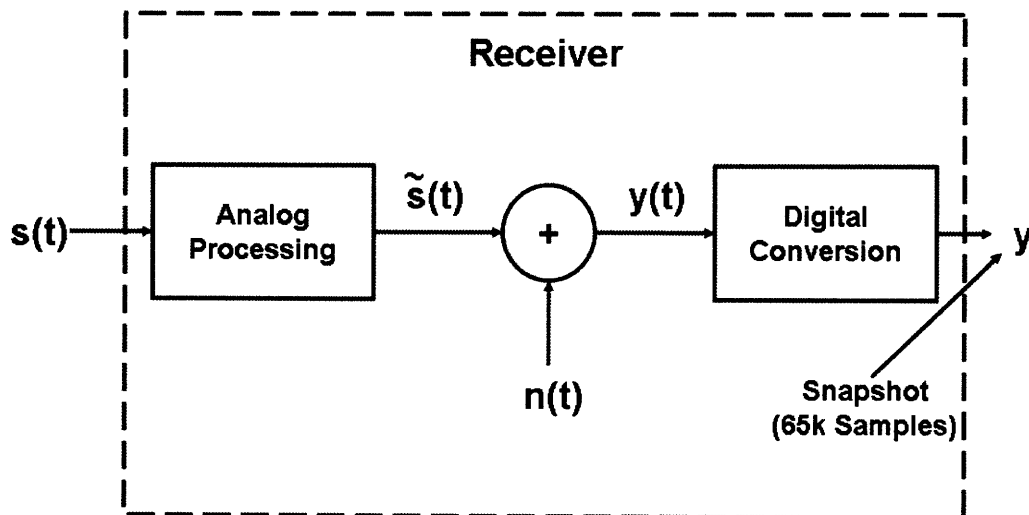 Receiver
s(t)
Analog
Processing
s̃(t)
+
n(t)
y(t)
Digital
Conversion
y
Snapshot
(65k Samples)